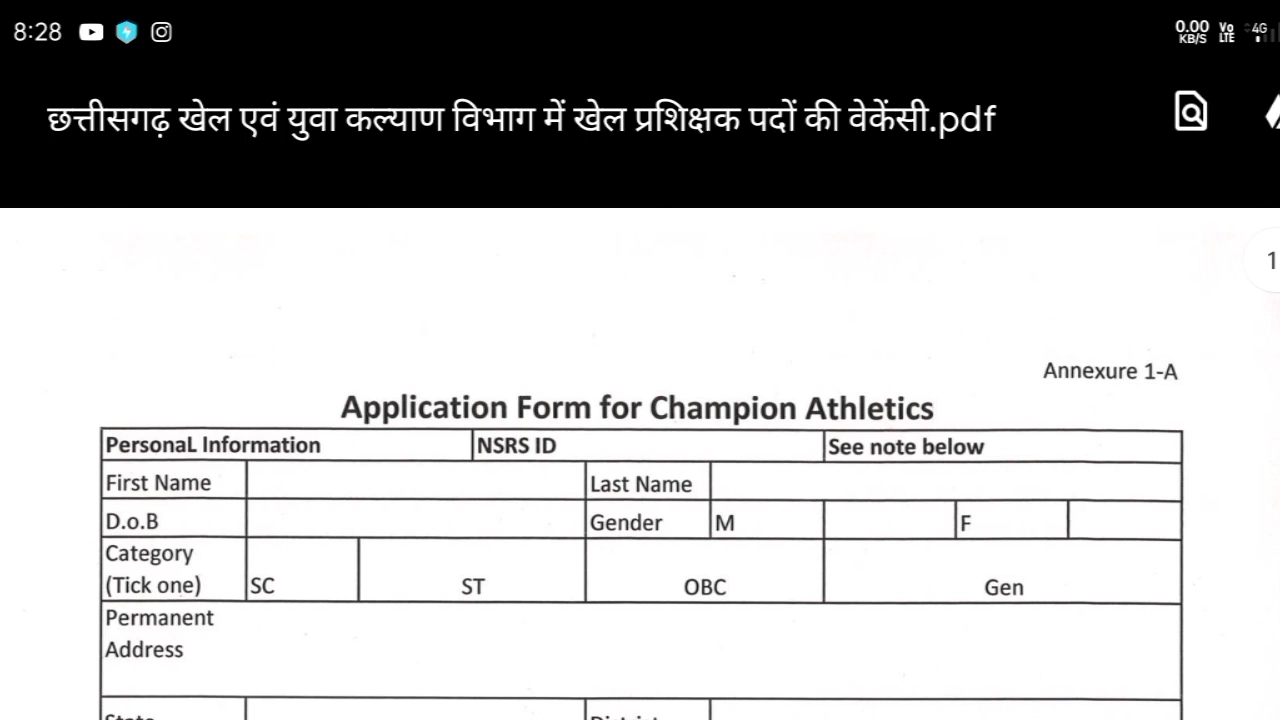 8:28 0.00 KB/S Vo LTE 4G
छत्तीसगढ़ खेल एवं युवा कल्याण विभाग में खेल प्रशिक्षक पदों की वेकेंसी.pdf
1
Annexure 1-A
Application Form for Champion Athletics
PersonaL Information NSRS ID See note below
First Name Last Name
D.o.B Gender M F
Category
(Tick one) SC ST OBC Gen
Permanent
Address
State District